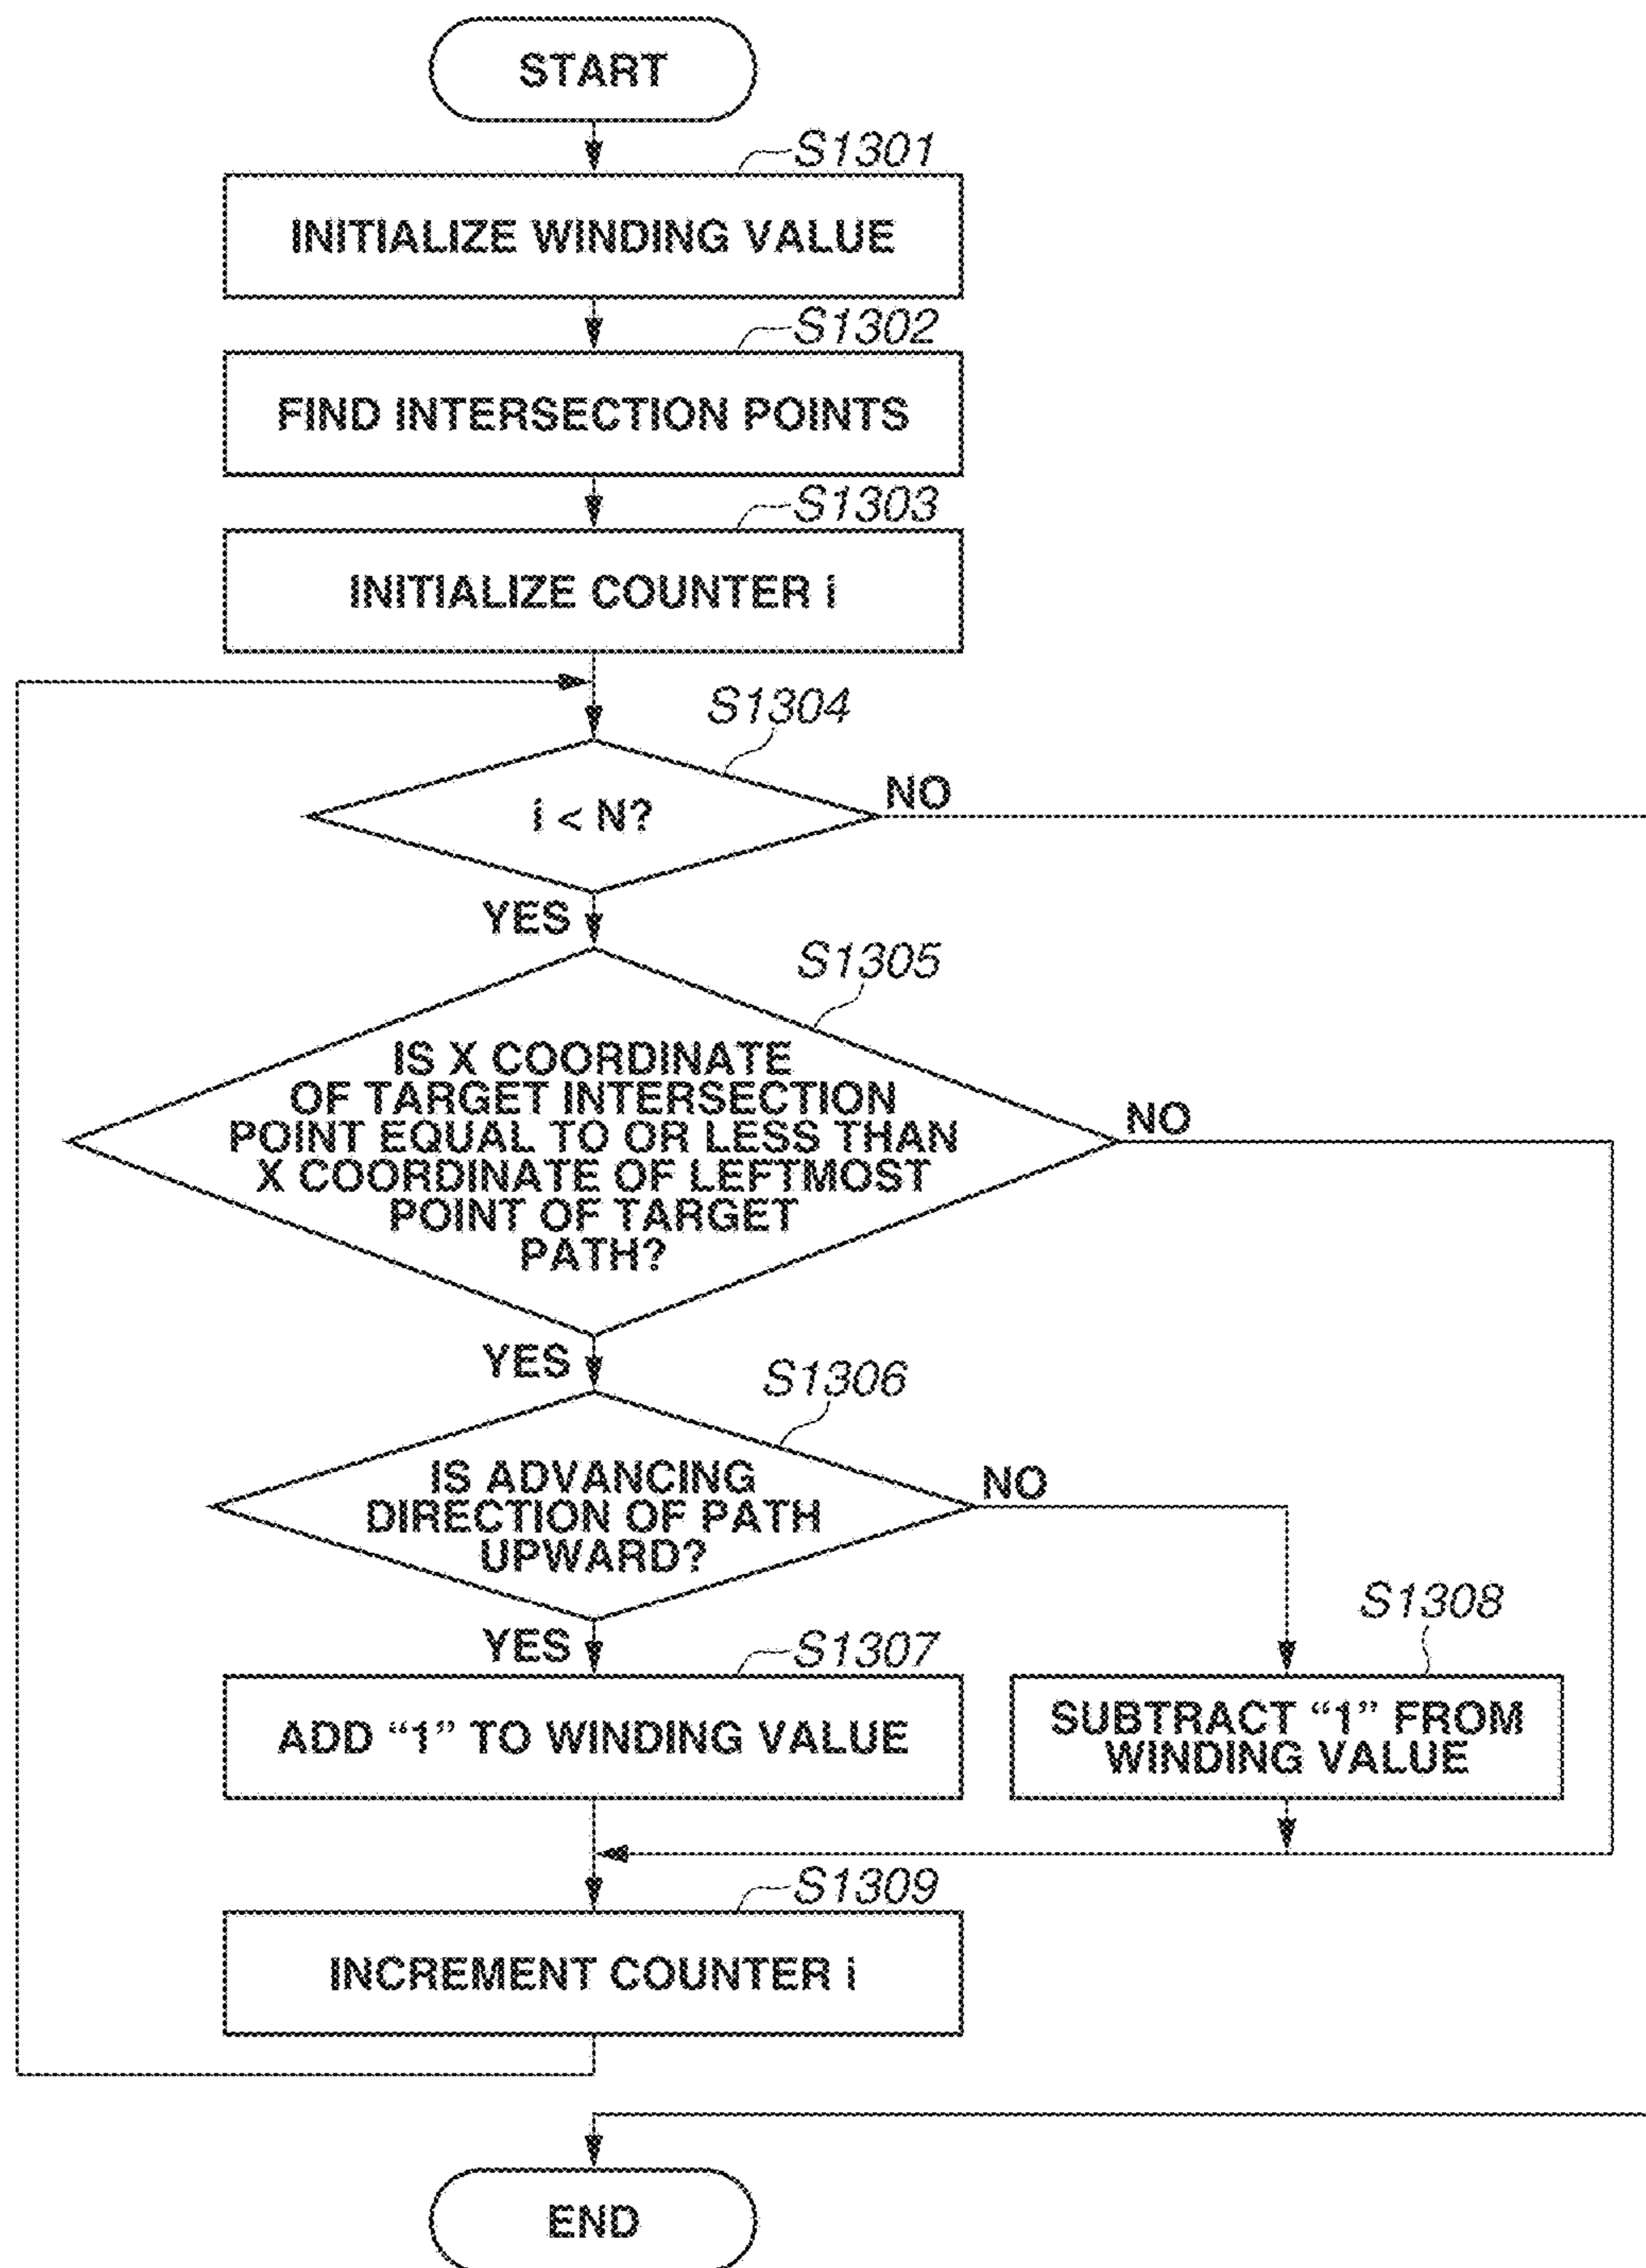 START
S1301
INITIALIZE WINDING VALUE
S1302
FIND INTERSECTION POINTS
S1303
INITIALIZE COUNTER i
S1304
i < N?
NO
YES
S1305
IS X COORDINATE
OF TARGET INTERSECTION
POINT EQUAL TO OR LESS THAN
X COORDINATE OF LEFTMOST
POINT OF TARGET
PATH?
NO
YES
S1306
IS ADVANCING
DIRECTION OF PATH
UPWARD?
NO
YES
S1307
ADD “1” TO WINDING VALUE
S1308
SUBTRACT “1” FROM
WINDING VALUE
S1309
INCREMENT COUNTER i
END